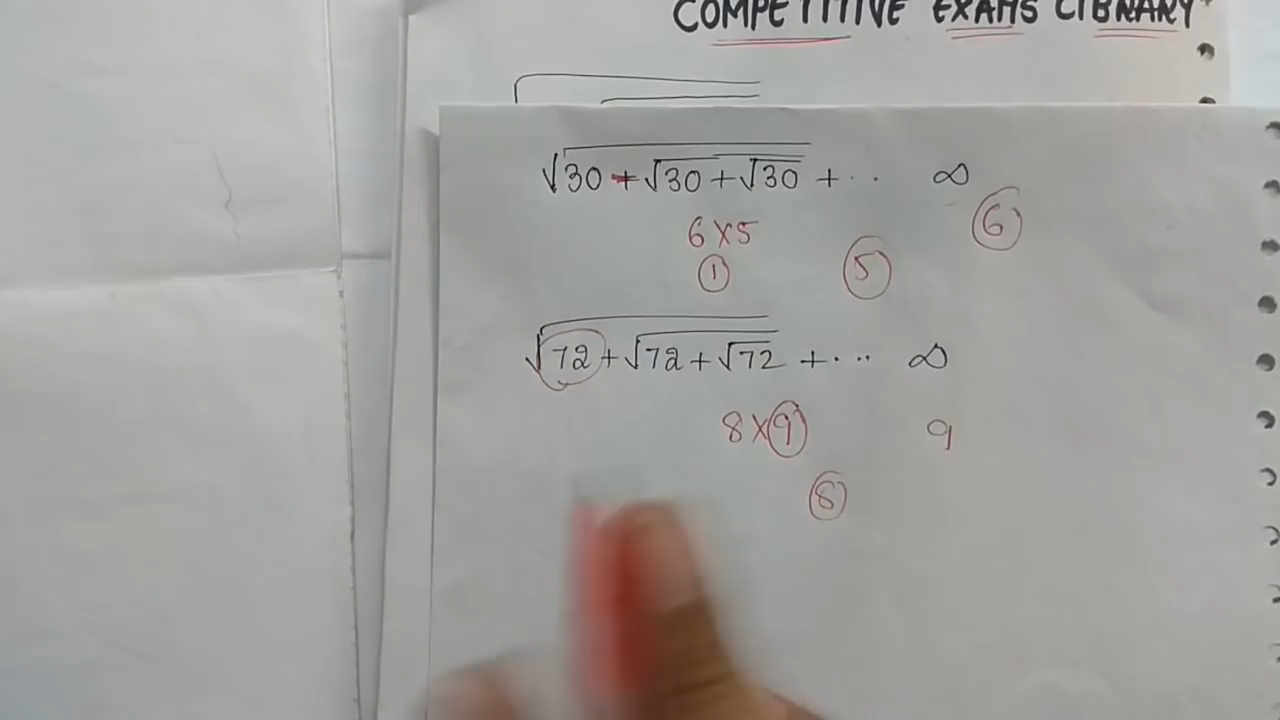 COMPETITIVE EXAMS LIBRARY
√30 + √30 + √30 + ·· ∞
6 × 5
6
1
5
√72 + √72 + √72 + ··· ∞
8 × 9
9
8